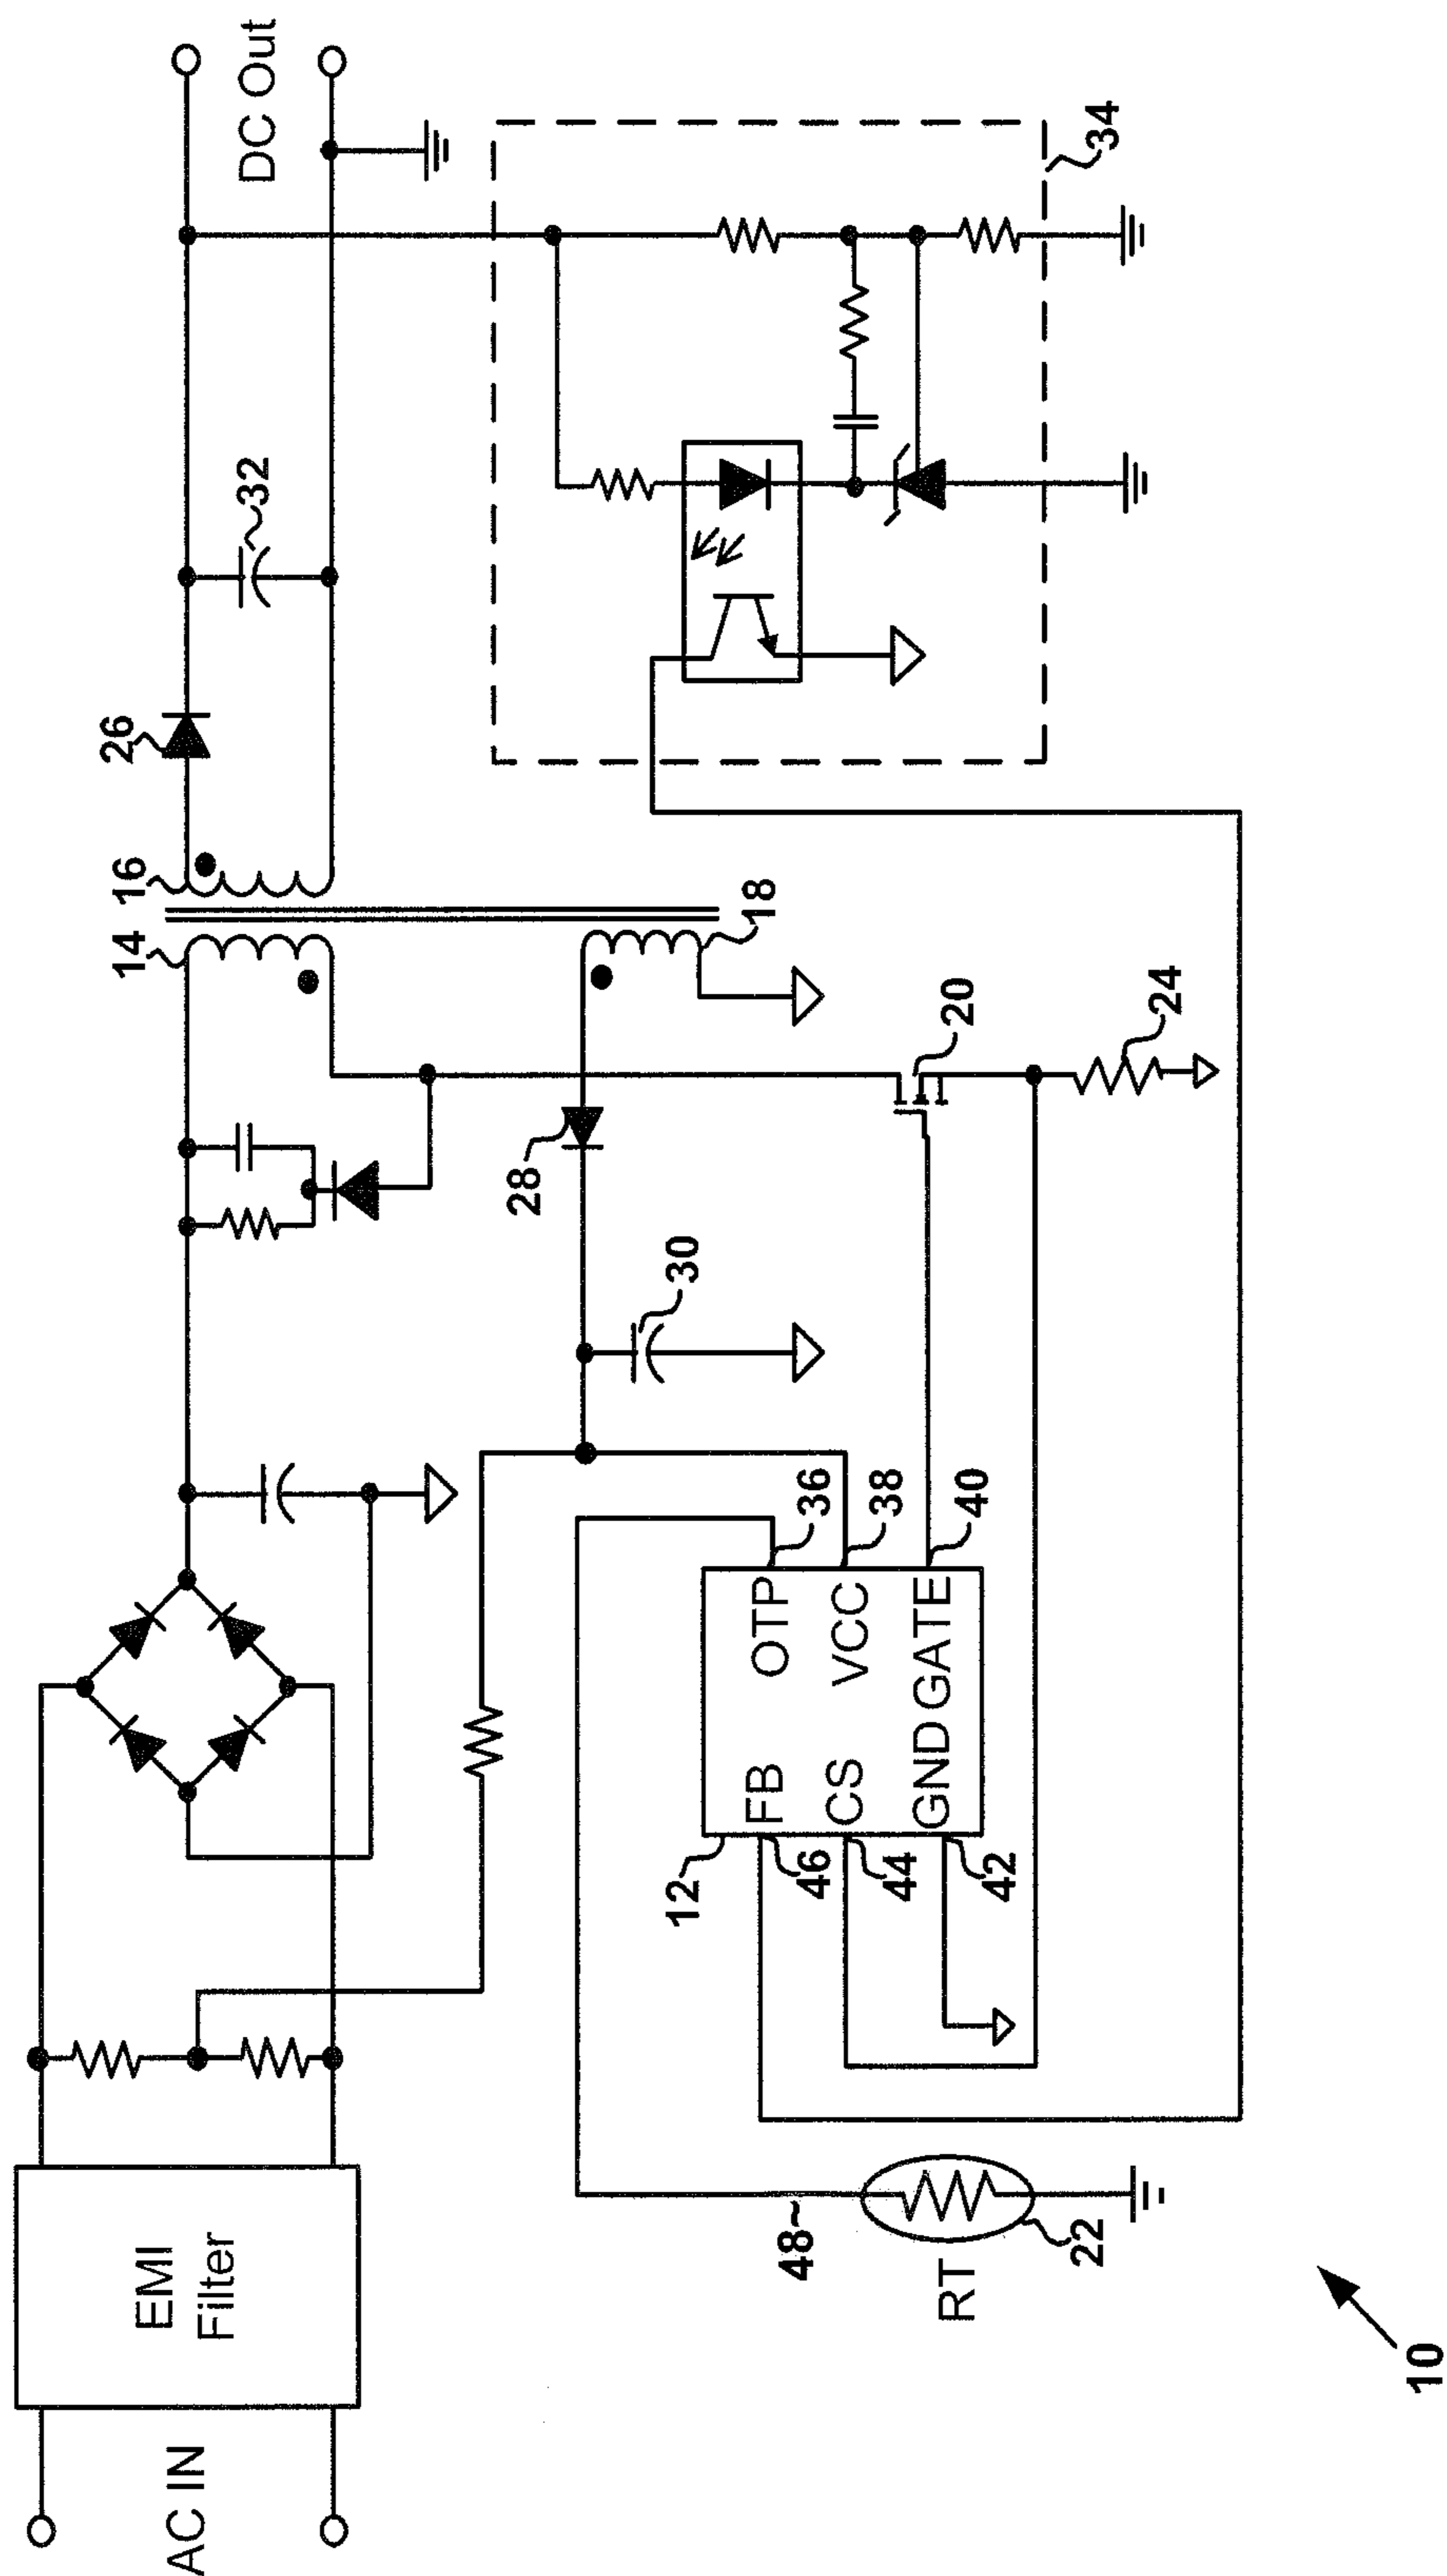 AC IN
EMI
Filter
14
16
26
32
DC Out
28
18
30
34
48~
RT
22
12
FB
OTP
CS
VCC
GND GATE
46
44
42
36
38
40
20
24
10